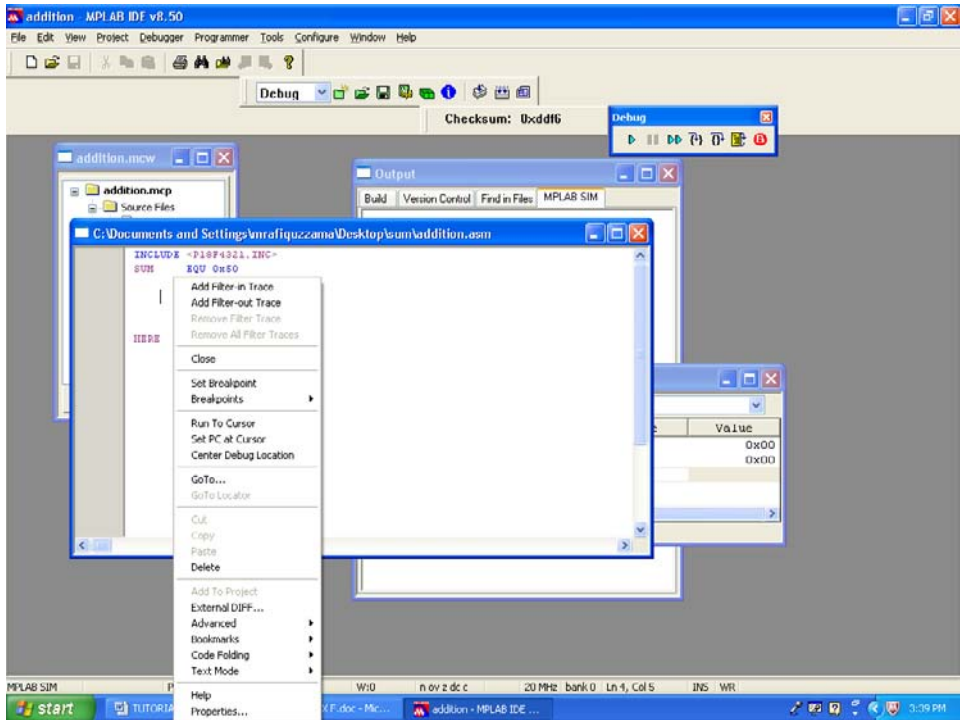 addition - MPLAB IDE v8.50
File Edit View Project Debugger Programmer Tools Configure Window Help
Debug
Checksum: 0xddf6
Debug
addition.mcw
addition.mcp
Source Files
Output
Build Version Control Find in Files MPLAB SIM
C:\Documents and Settings\mrafiquzzama\Desktop\sum\addition.asm
INCLUDE <P18F4321.INC>
SUM EQU 0x50
HERE
Add Filter-in Trace
Add Filter-out Trace
Remove Filter Trace
Remove All Filter Traces
Close
Set Breakpoint
Breakpoints
Run To Cursor
Set PC at Cursor
Center Debug Location
GoTo...
GoTo Locator
Cut
Copy
Paste
Delete
Add To Project
External DIFF...
Advanced
Bookmarks
Code Folding
Text Mode
Help
Properties...
Value
0x00
0x00
MPLAB SIM P W:0 n ov z dc c 20 MHz bank 0 Ln 4, Col 5 INS WR
start TUTORIA X F.doc - Mic... addition - MPLAB IDE ... 3:39 PM